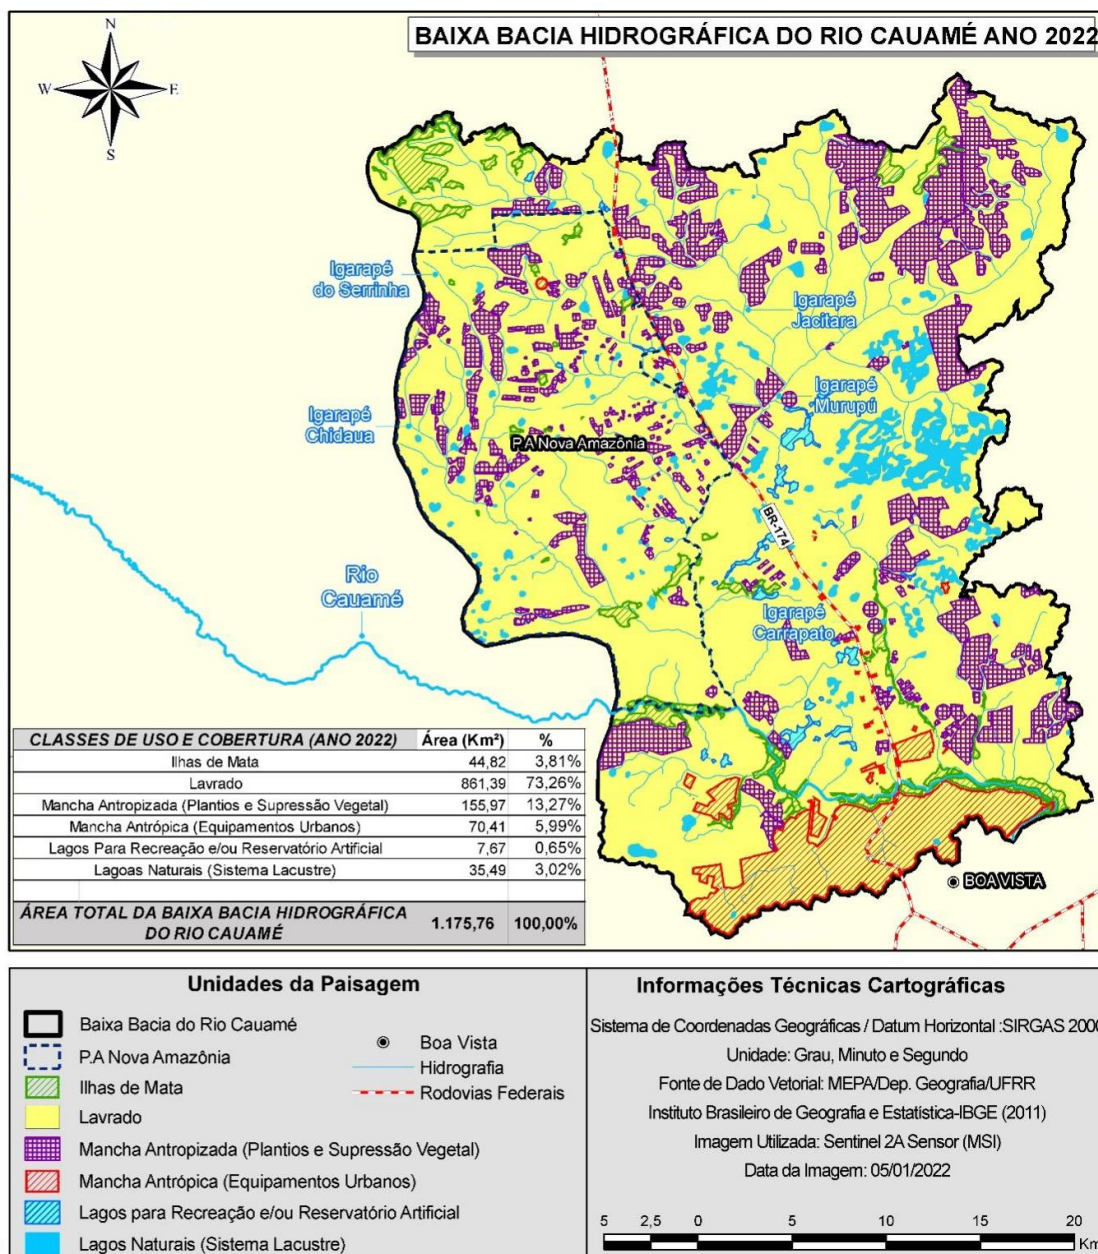 BAIXA BACIA HIDROGRÁFICA DO RIO CAUAMÉ ANO 2022
N
W
E
S
Igarapé
do Serrinha
Igarapé
Jacitara
Igarapé
Murupú
Igarapé
Chidaua
P.A Nova Amazônia
BR-174
Rio
Cauamé
Igarapé
Carrapato
BOA VISTA
CLASSES DE USO E COBERTURA (ANO 2022) Área (Km²) %
Ilhas de Mata 44,82 3,81%
Lavrado 861,39 73,26%
Mancha Antropizada (Plantios e Supressão Vegetal) 155,97 13,27%
Mancha Antrópica (Equipamentos Urbanos) 70,41 5,99%
Lagos Para Recreação e/ou Reservatório Artificial 7,67 0,65%
Lagoas Naturais (Sistema Lacustre) 35,49 3,02%
ÁREA TOTAL DA BAIXA BACIA HIDROGRÁFICA
DO RIO CAUAMÉ 1.175,76 100,00%
Unidades da Paisagem
Baixa Bacia do Rio Cauamé
P.A Nova Amazônia
Ilhas de Mata
Lavrado
Mancha Antropizada (Plantios e Supressão Vegetal)
Mancha Antrópica (Equipamentos Urbanos)
Lagos para Recreação e/ou Reservatório Artificial
Lagos Naturais (Sistema Lacustre)
Boa Vista
Hidrografia
Rodovias Federais
Informações Técnicas Cartográficas
Sistema de Coordenadas Geográficas / Datum Horizontal :SIRGAS 2000
Unidade: Grau, Minuto e Segundo
Fonte de Dado Vetorial: MEPA/Dep. Geografia/UFRR
Instituto Brasileiro de Geografia e Estatística-IBGE (2011)
Imagem Utilizada: Sentinel 2A Sensor (MSI)
Data da Imagem: 05/01/2022
5 2,5 0 5 10 15 20
Km